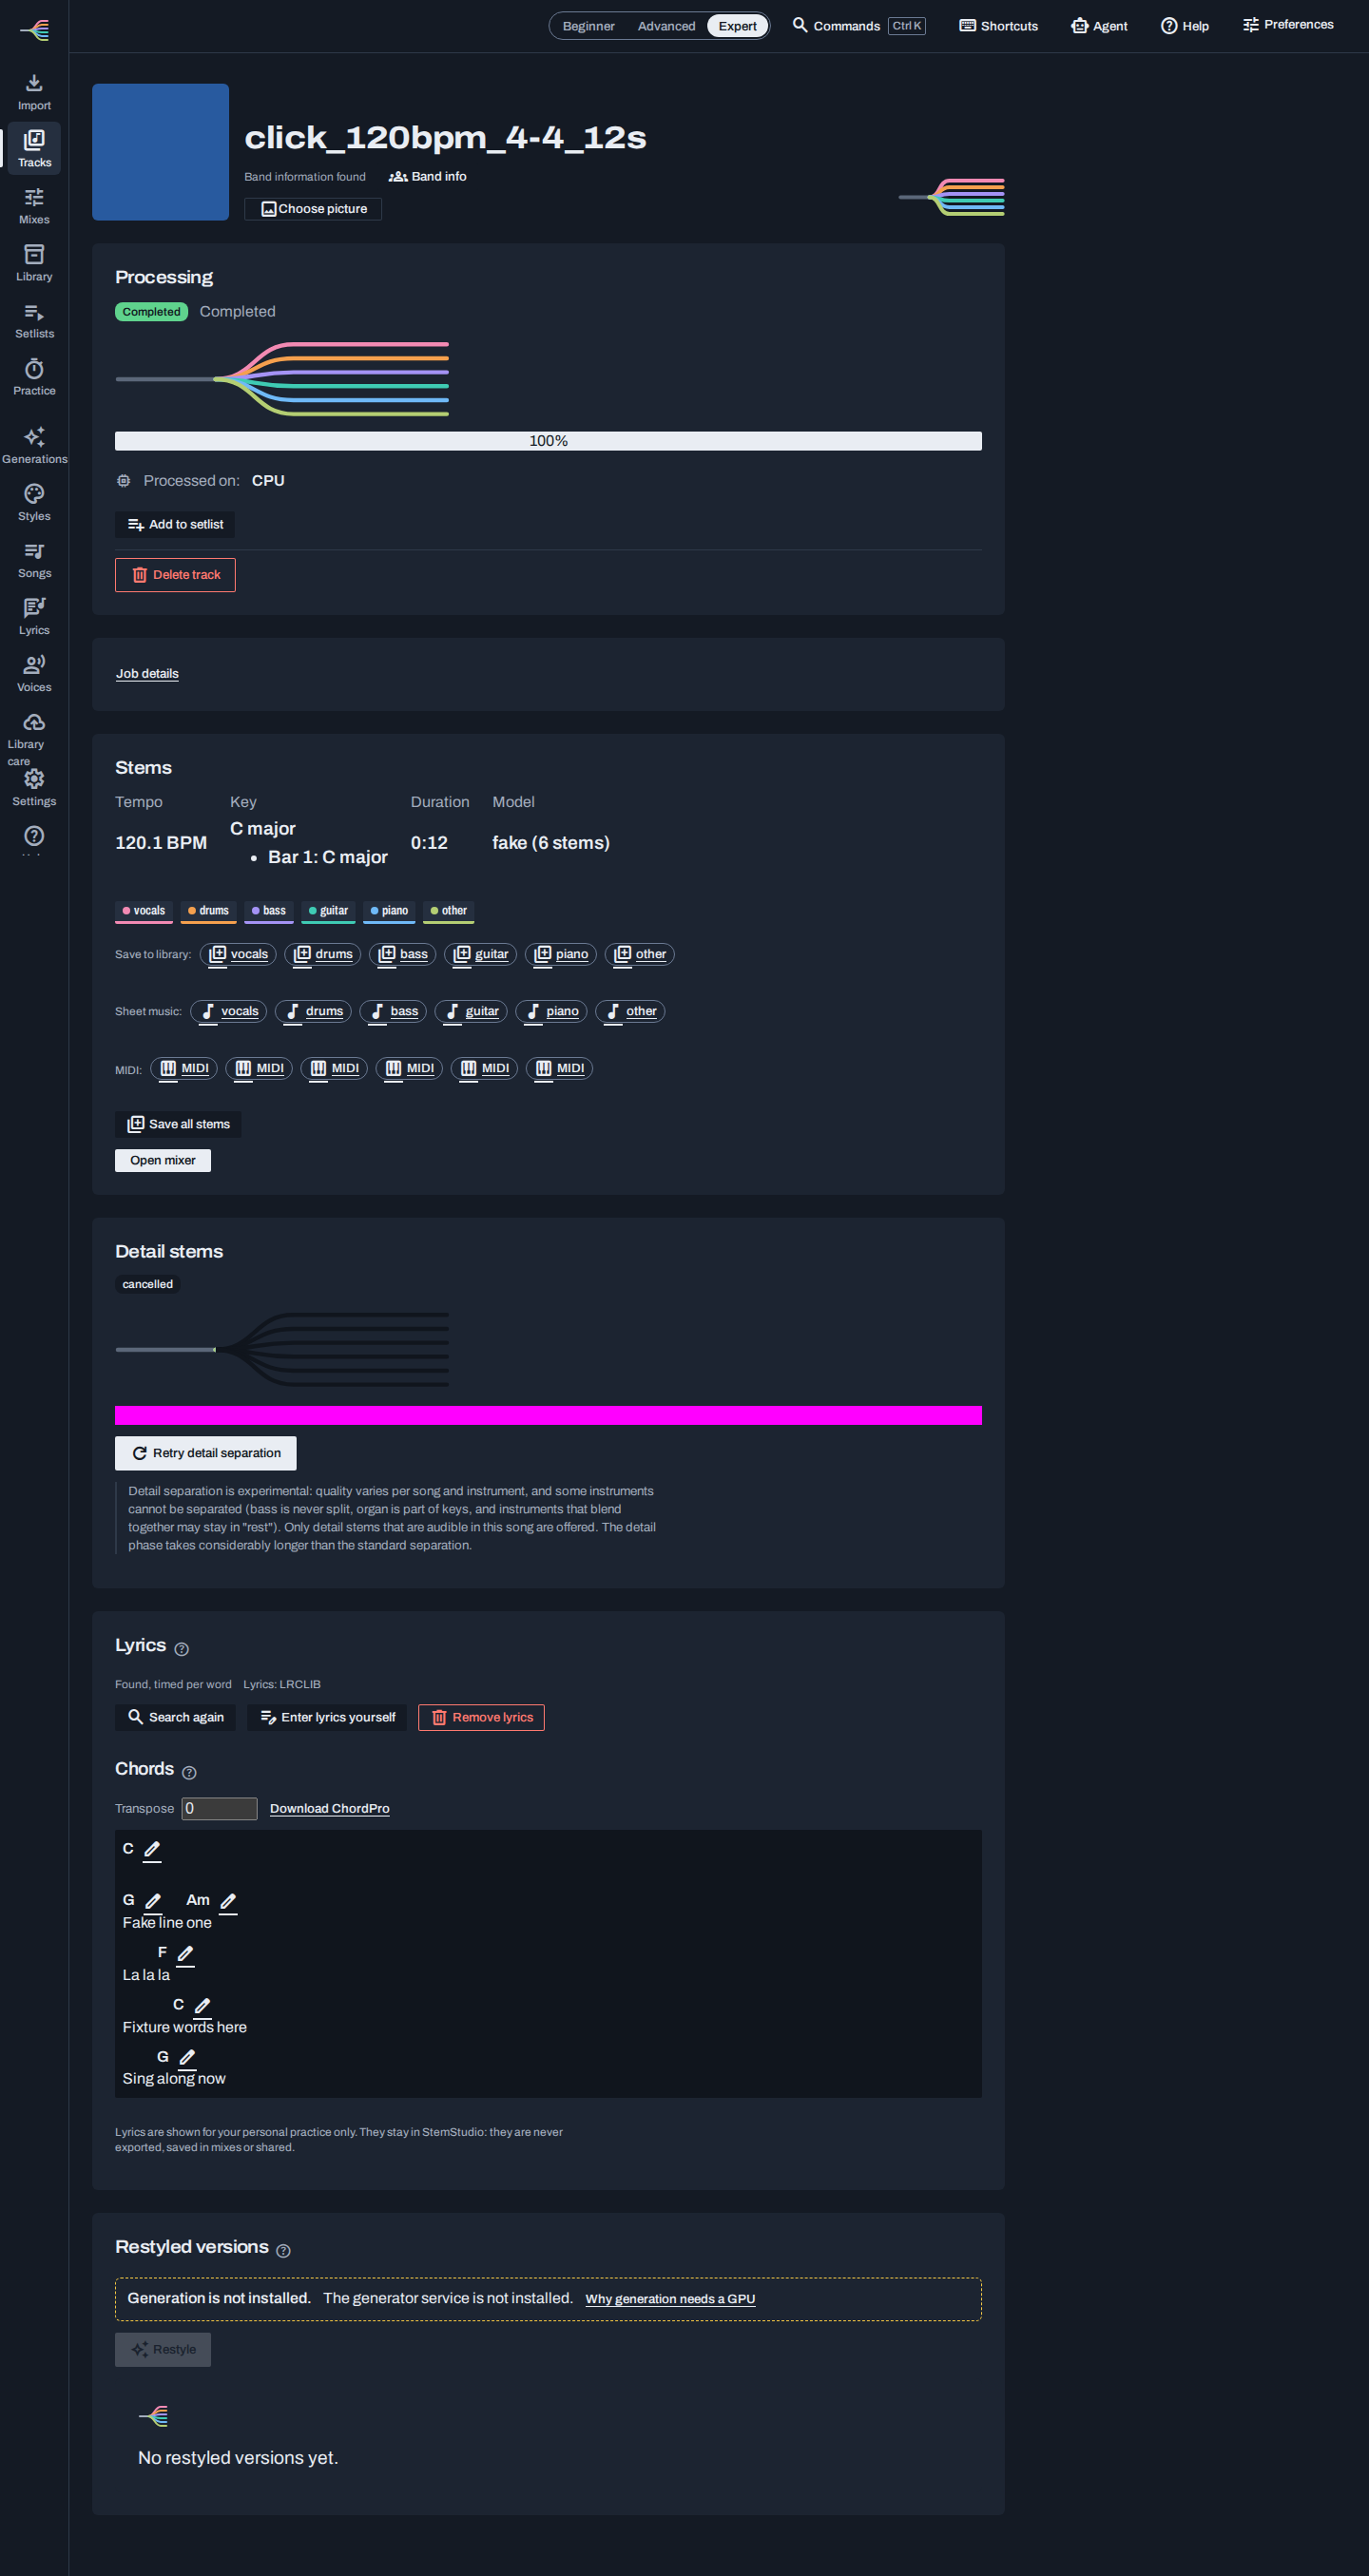 Beginner Advanced Expert Commands Ctrl K Shortcuts Agent Help Preferences
Import
Tracks
Mixes
Library
Setlists
Practice
Generations
Styles
Songs
Lyrics
Voices
Library
care
Settings
click_120bpm_4-4_12s
Band information found Band info
Choose picture
Processing
Completed Completed
100%
Processed on: CPU
Add to setlist
Delete track
Job details
Stems
Tempo Key Duration Model
120.1 BPM C major 0:12 fake (6 stems)
Bar 1: C major
vocals drums bass guitar piano other
Save to library: vocals drums bass guitar piano other
Sheet music: vocals drums bass guitar piano other
MIDI: MIDI MIDI MIDI MIDI MIDI MIDI
Save all stems
Open mixer
Detail stems
cancelled
Retry detail separation
Detail separation is experimental: quality varies per song and instrument, and some instruments
cannot be separated (bass is never split, organ is part of keys, and instruments that blend
together may stay in "rest"). Only detail stems that are audible in this song are offered. The detail
phase takes considerably longer than the standard separation.
Lyrics
Found, timed per word Lyrics: LRCLIB
Search again Enter lyrics yourself Remove lyrics
Chords
Transpose 0 Download ChordPro
C
G Am
Fake line one
F
La la la
C
Fixture words here
G
Sing along now
Lyrics are shown for your personal practice only. They stay in StemStudio: they are never
exported, saved in mixes or shared.
Restyled versions
Generation is not installed. The generator service is not installed. Why generation needs a GPU
Restyle
No restyled versions yet.